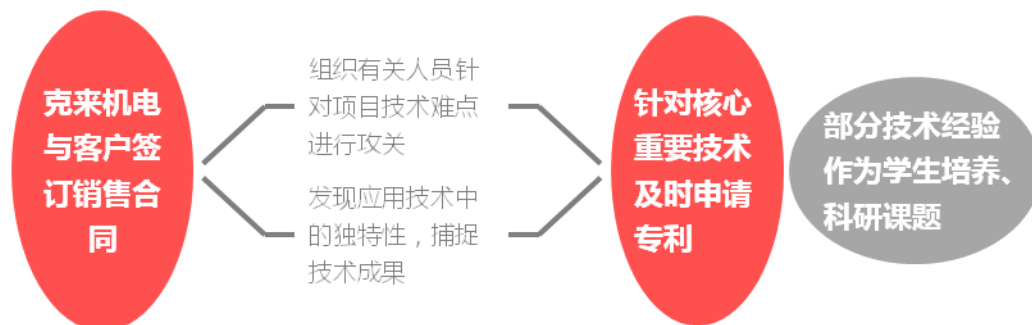 克来机电
与客户签
订销售合
同
组织有关人员针
对项目技术难点
进行攻关
发现应用技术中
的独特性，捕捉
技术成果
针对核心
重要技术
及时申请
专利
部分技术经验
作为学生培养、
科研课题